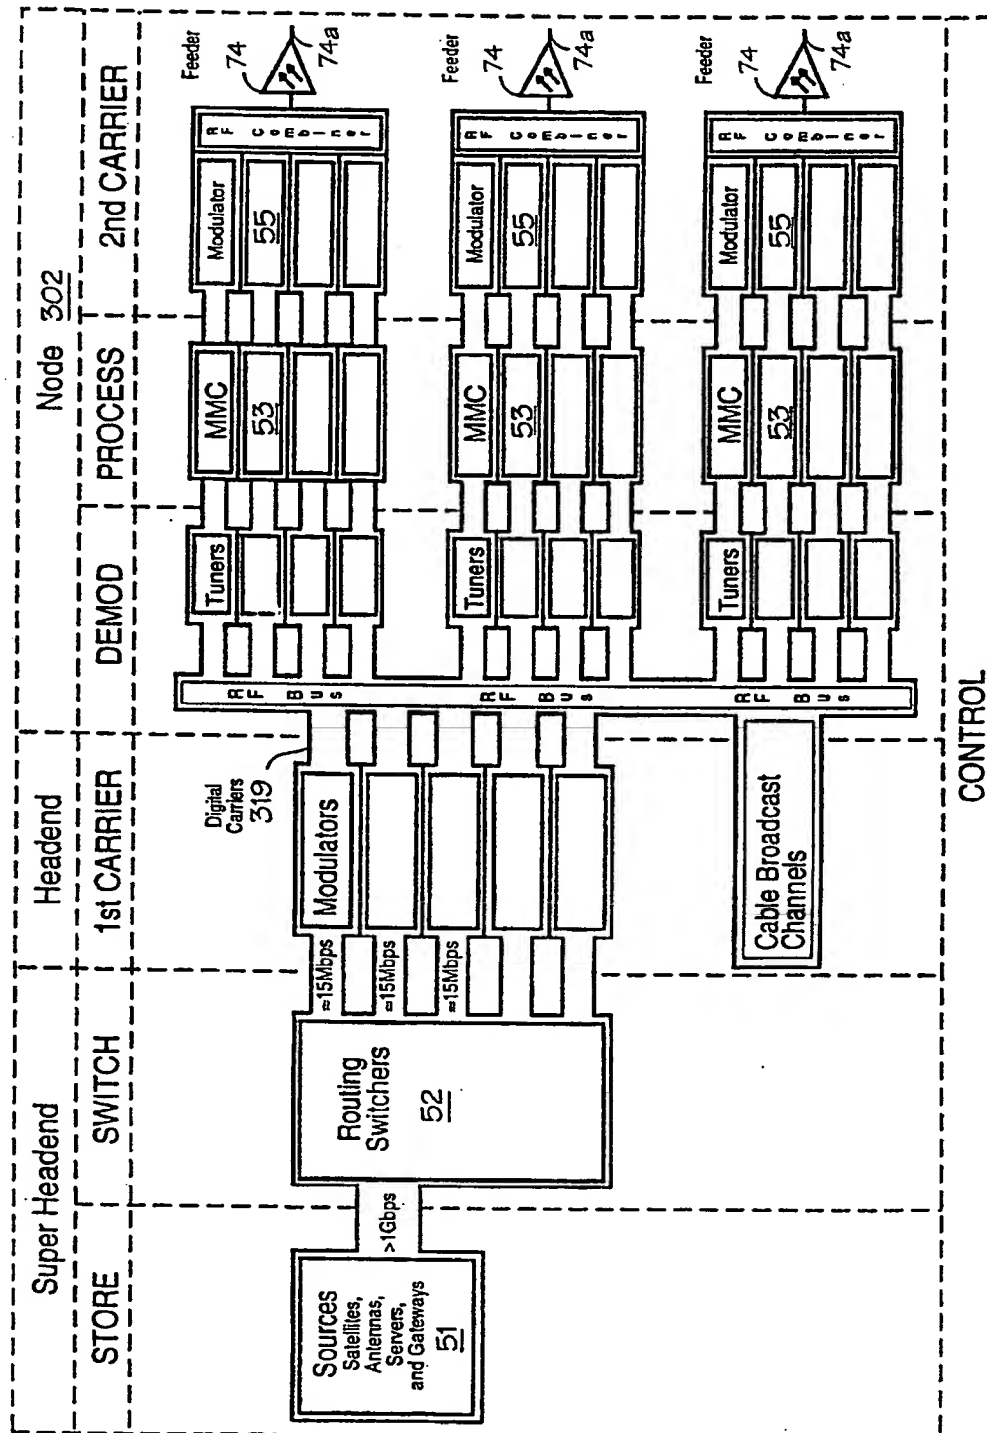 Super Headend
Headend
Node 302
STORE
SWITCH
1st CARRIER
DEMOD
PROCESS
2nd CARRIER
Sources
Satellites,
Antennas,
Servers,
and Gateways
51
>1Gbps
Routing
Switchers
52
≈15Mbps
≈15Mbps
≈15Mbps
Modulators
Digital
Carriers
319
Cable Broadcast
Channels
RF Bus
RF Bus
RF Bus
Tuners
MMC
53
Modulator
55
RF Combiner
Feeder
74
74a
Tuners
MMC
53
Modulator
55
RF Combiner
Feeder
74
74a
Tuners
MMC
53
Modulator
55
RF Combiner
Feeder
74
74a
CONTROL